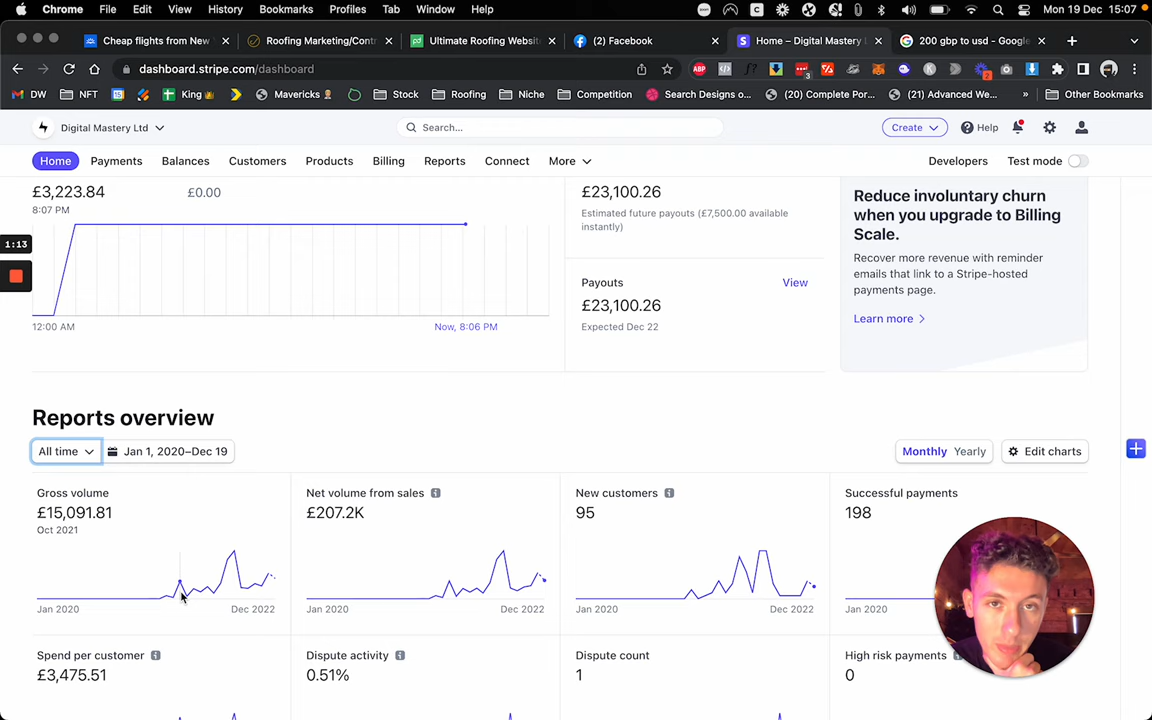 Chrome File Edit View History Bookmarks Profiles Tab Window Help Mon 19 Dec 15:07
Cheap flights from New Roofing Marketing/Contr Ultimate Roofing Websit (2) Facebook Home – Digital Mastery L 200 gbp to usd - Google
dashboard.stripe.com/dashboard
DW NFT King Mavericks Stock Roofing Niche Competition Search Designs o... (20) Complete Por... (21) Advanced We... » Other Bookmarks
Digital Mastery Ltd Search... Create Help
Home Payments Balances Customers Products Billing Reports Connect More Developers Test mode
£3,223.84 £0.00 £23,100.26
8:07 PM
Estimated future payouts (£7,500.00 available
instantly)
Reduce involuntary churn
when you upgrade to Billing
Scale.
Recover more revenue with reminder
emails that link to a Stripe-hosted
payments page.
Learn more
1:13
Payouts View
£23,100.26
Expected Dec 22
12:00 AM Now, 8:06 PM
Reports overview
All time Jan 1, 2020–Dec 19 Monthly Yearly Edit charts
Gross volume Net volume from sales New customers Successful payments
£15,091.81 £207.2K 95 198
Oct 2021
Jan 2020 Dec 2022 Jan 2020 Dec 2022 Jan 2020 Dec 2022 Jan 2020
Spend per customer Dispute activity Dispute count High risk payments
£3,475.51 0.51% 1 0